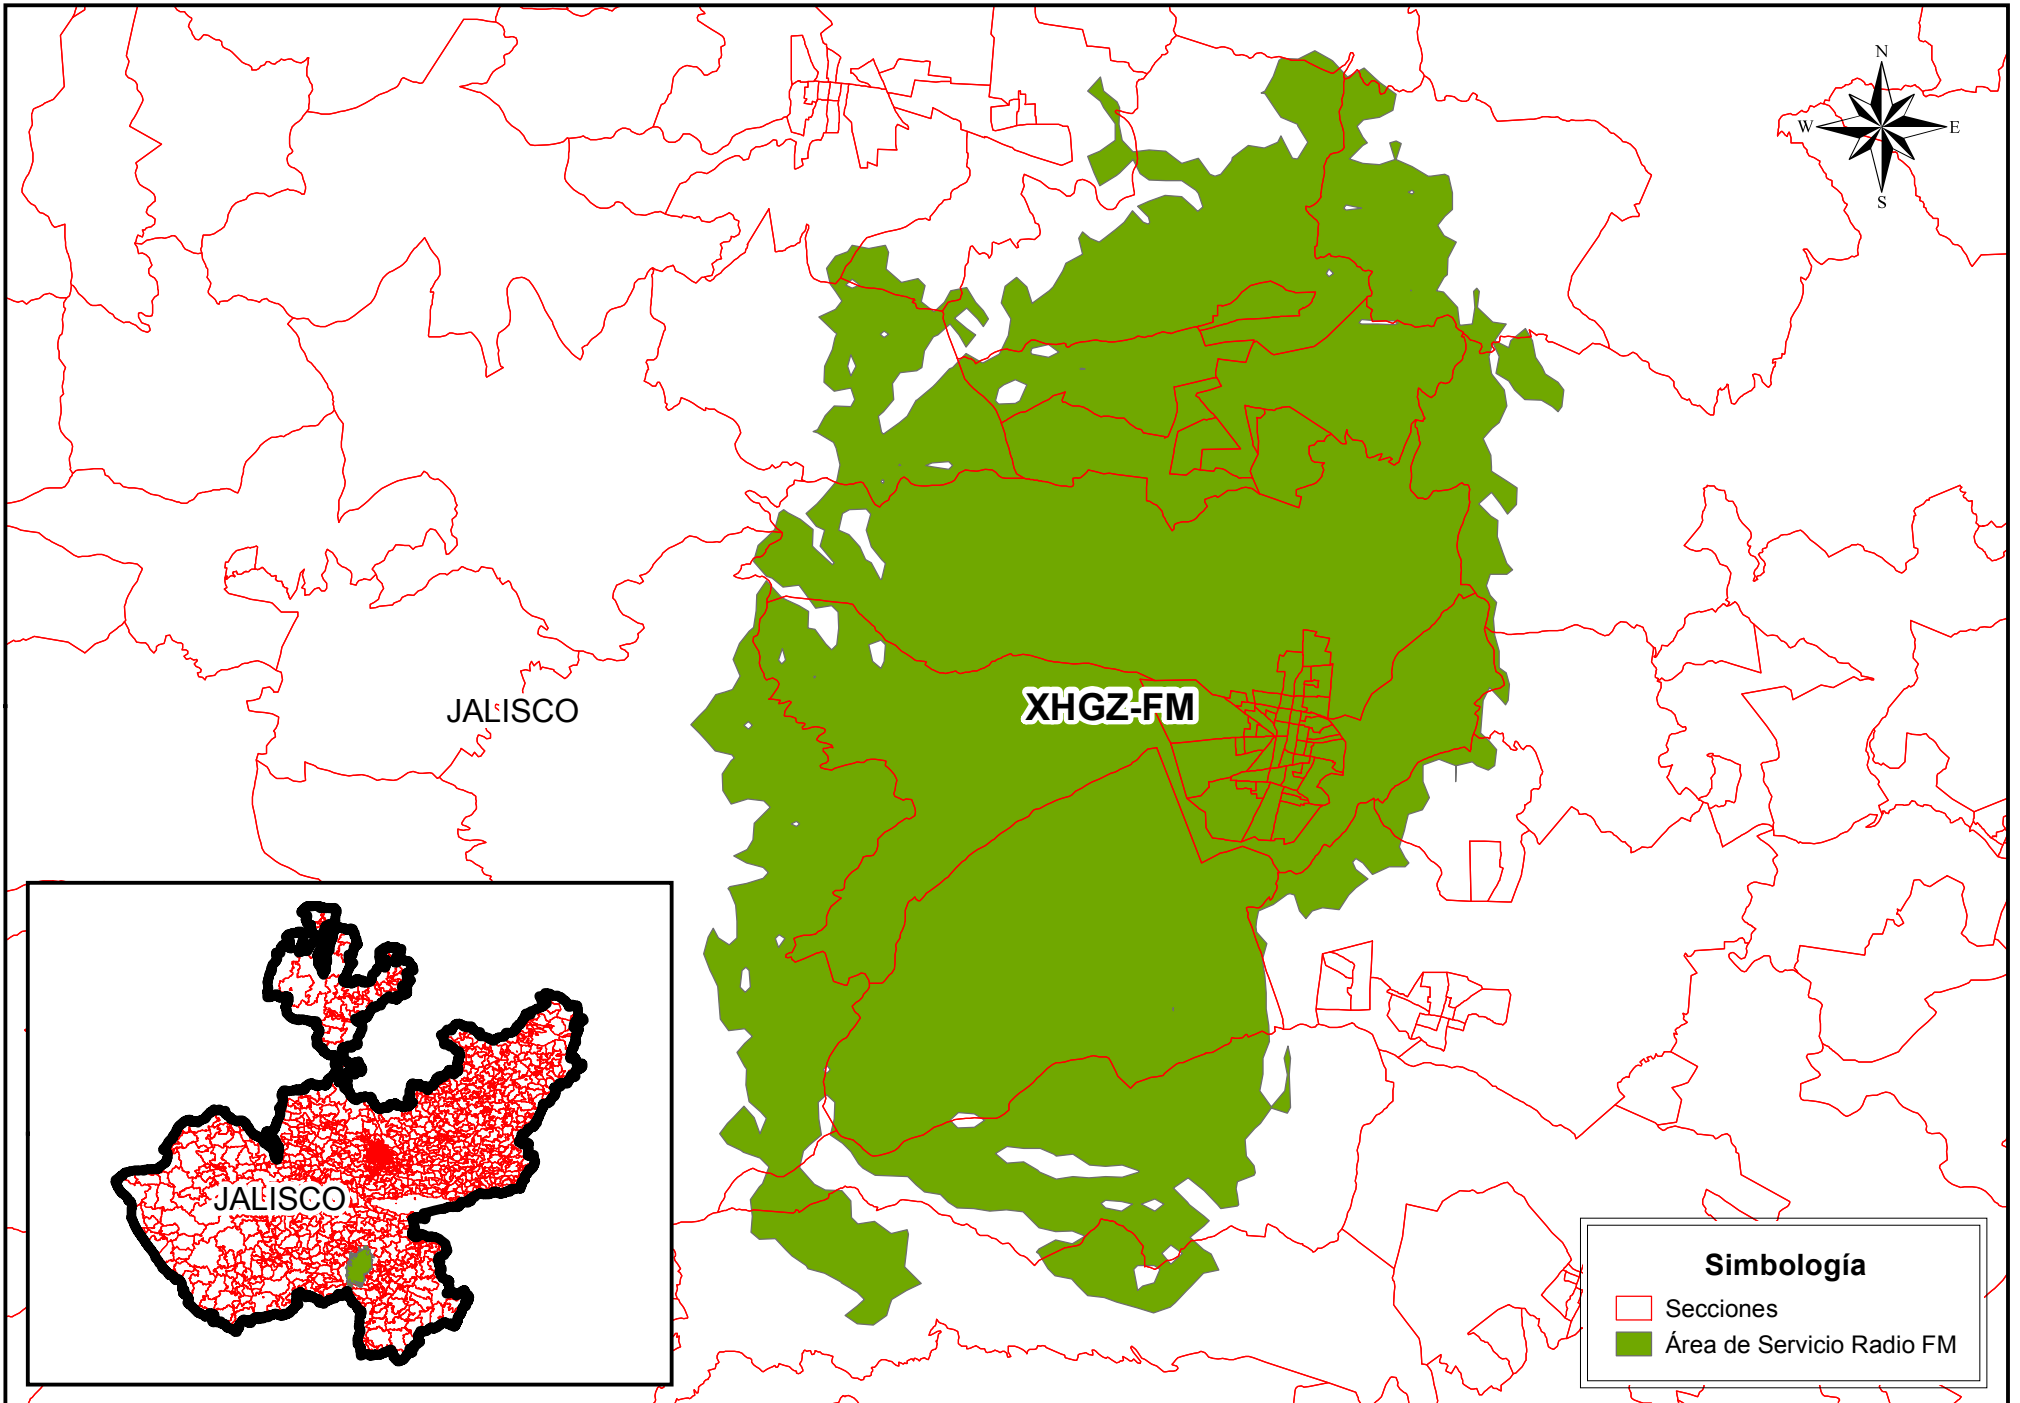 N
W E
S
XHGZ-FM
JALISCO
JALISCO
Simbología
Secciones
Área de Servicio Radio FM